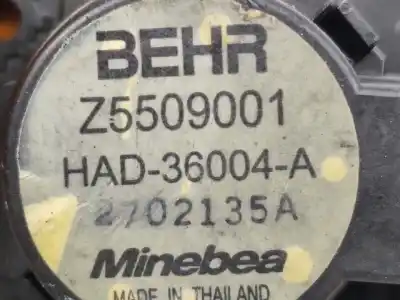 BEHR
Z5509001
HAD-36004-A
2702135A
Minebea
MADE IN THAILAND